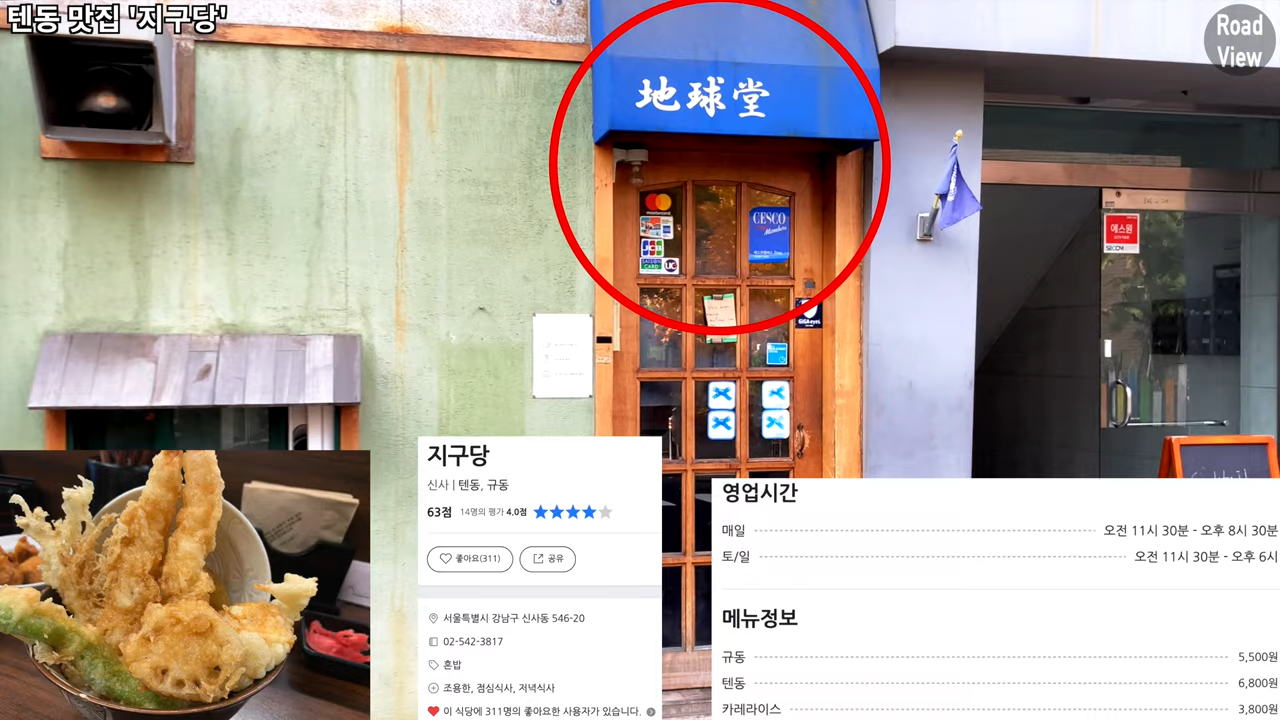 텐동 맛집 '지구당'
Road
View
地球堂
mastercard
JCB
UC
CESCO
Members
GiGAeyes
에스원
SECOM
지구당
신사 | 텐동, 규동
63점 14명의 평가 4.0점
좋아요(311) 공유
서울특별시 강남구 신사동 546-20
02-542-3817
혼밥
조용한, 점심식사, 저녁식사
이 식당에 311명의 좋아요한 사용자가 있습니다.
영업시간
매일 오전 11시 30분 - 오후 8시 30분
토/일 오전 11시 30분 - 오후 6시
메뉴정보
규동 5,500원
텐동 6,800원
카레라이스 3,800원